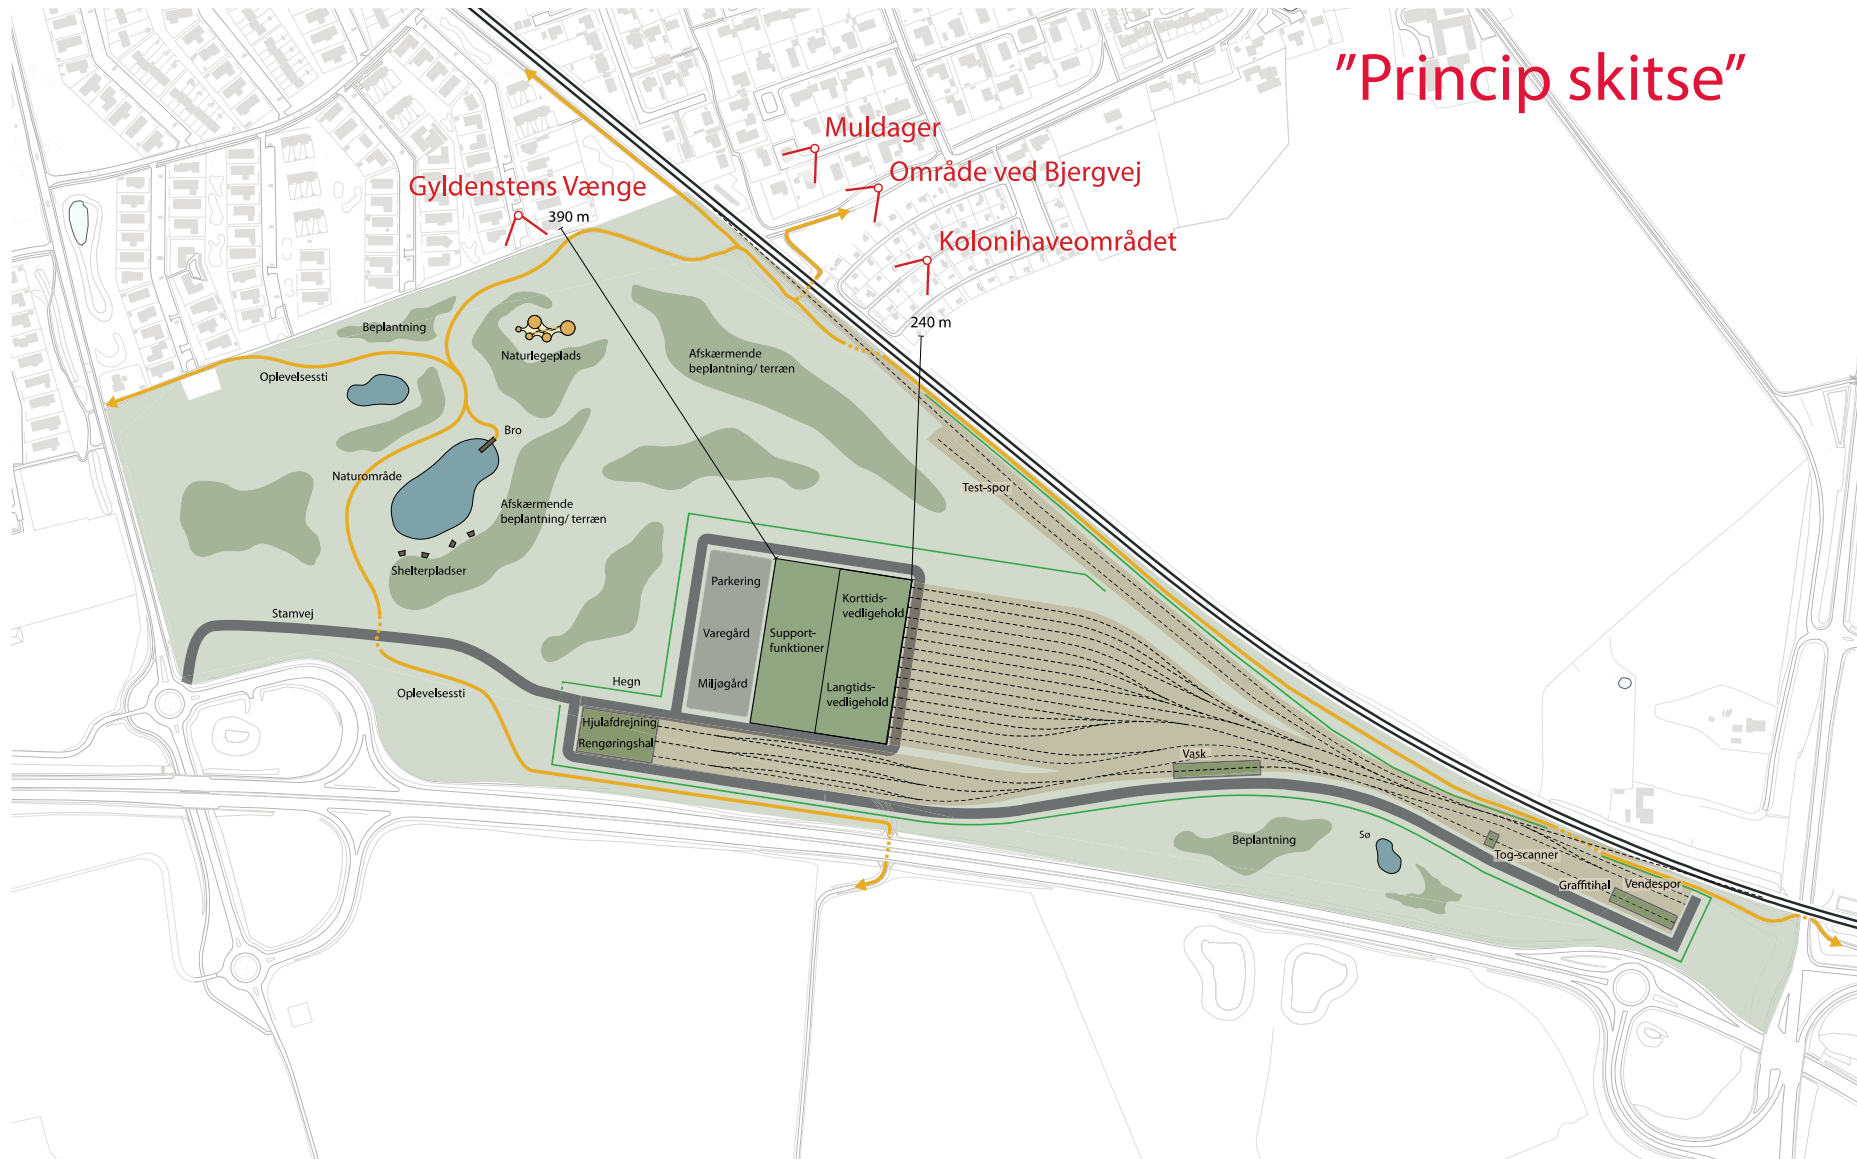 ”Princip skitse”
Muldager
Område ved Bjergvej
Gyldenstens Vænge
390 m
Kolonihaveområdet
240 m
Beplantning
Naturlegeplads
Afskærmende
beplantning/ terræn
Oplevelsessti
Bro
Naturområde
Test-spor
Afskærmende
beplantning/ terræn
Shelterpladser
Parkering
Korttids-
vedligehold
Stamvej
Varegård
Support-
funktioner
Hegn
Miljøgård
Langtids-
vedligehold
Oplevelsessti
Hjulafdrejning
Rengøringshal
Vask
Beplantning
Sø
Tog-scanner
Graffitihal
Vendespor